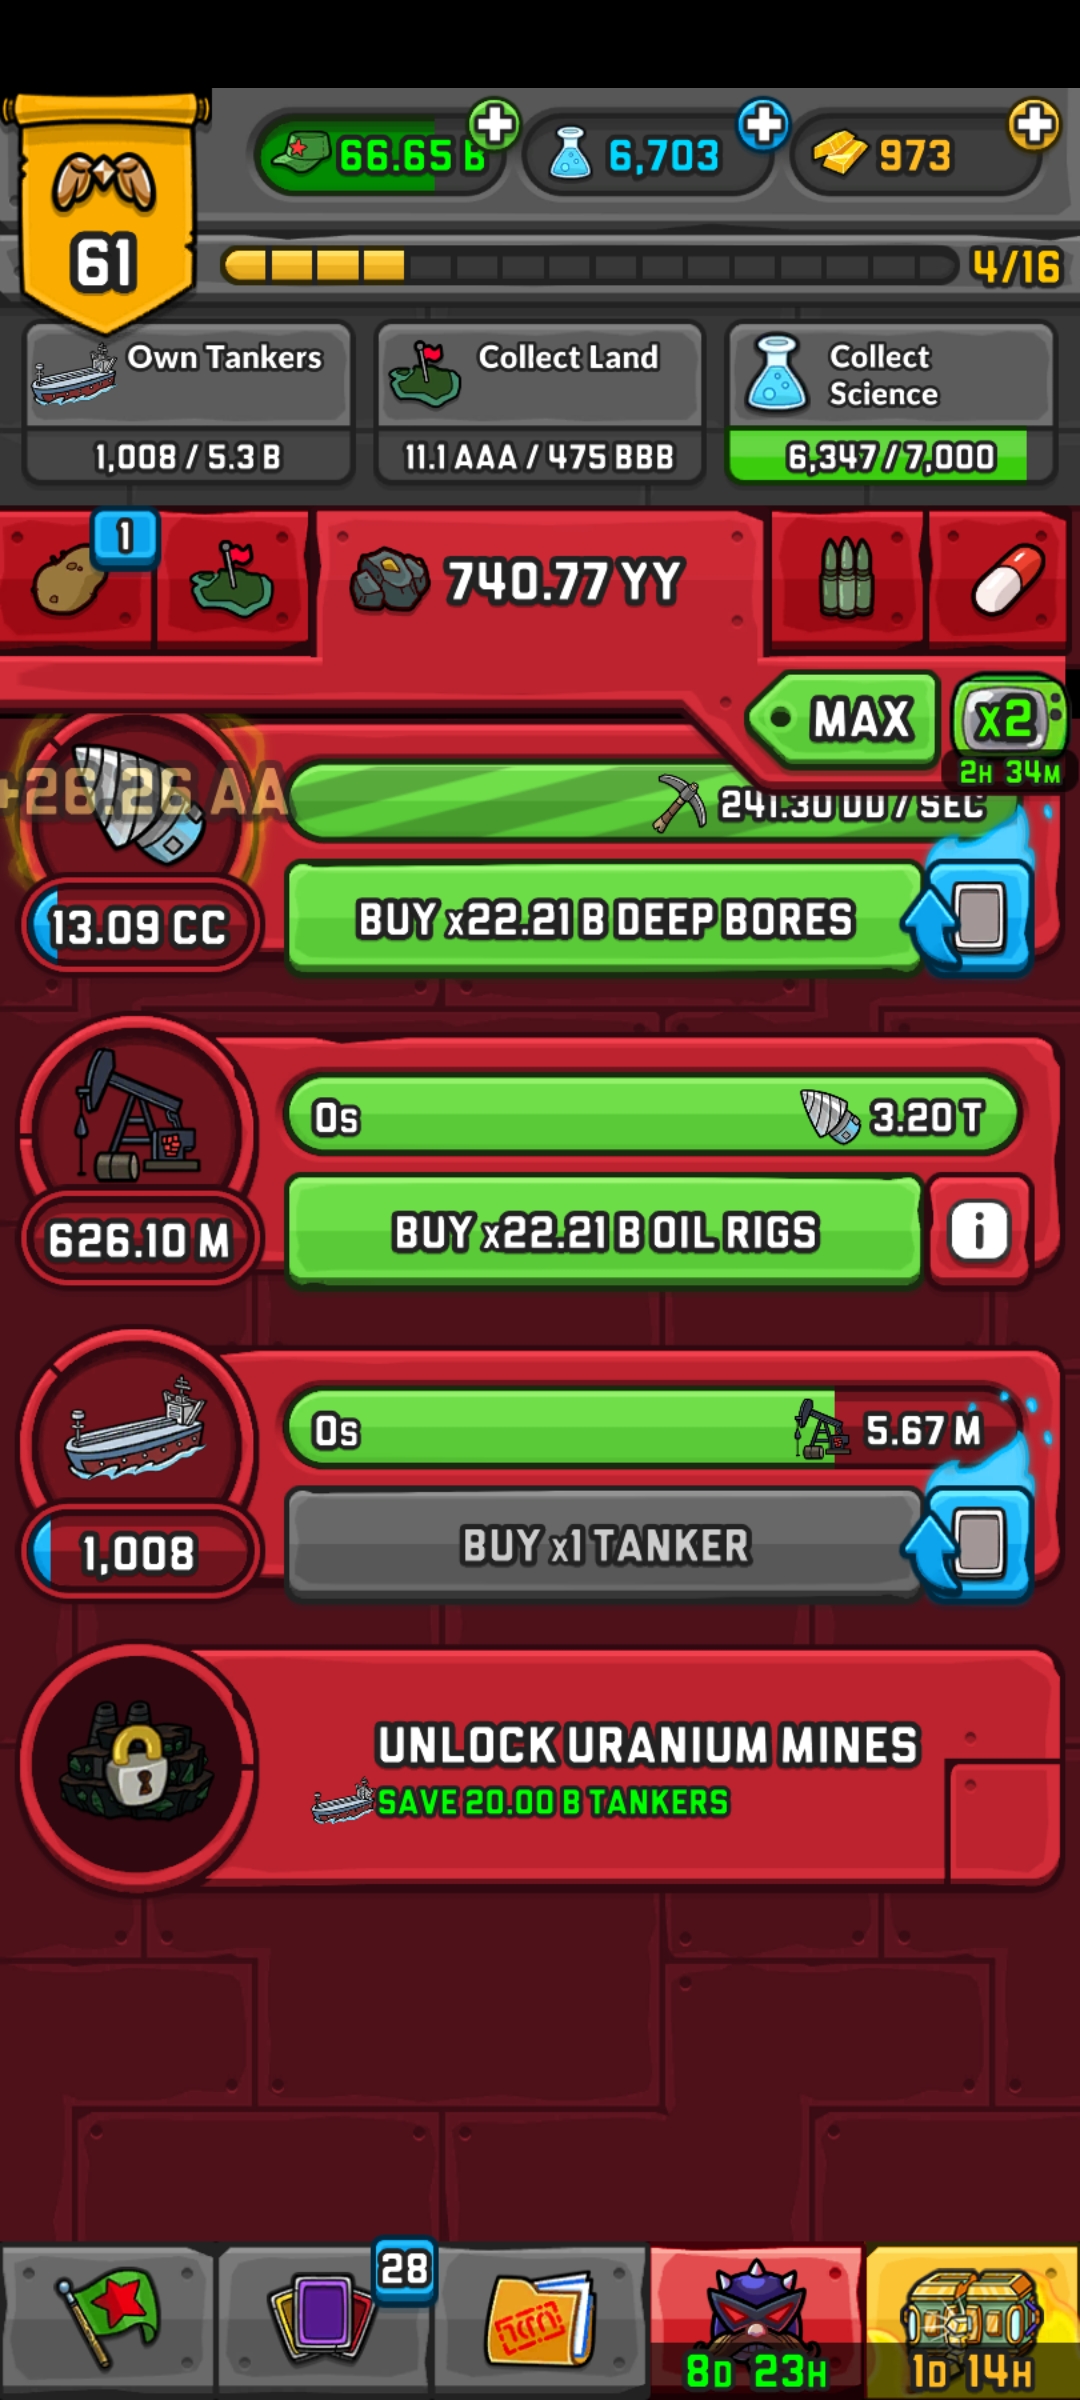 66.65 B
6,703
973
61
4/16
Own Tankers
Collect Land
Collect
Science
1,008 / 5.3 B
11.1 AAA / 475 BBB
6,347 / 7,000
1
740.77 YY
MAX
x2
2H 34M
+26.26 AA
241.30 DD / SEC
13.09 CC
BUY x22.21 B DEEP BORES
0s
3.20 T
626.10 M
BUY x22.21 B OIL RIGS
i
0s
5.67 M
1,008
BUY x1 TANKER
UNLOCK URANIUM MINES
SAVE 20.00 B TANKERS
28
8D 23H
1D 14H